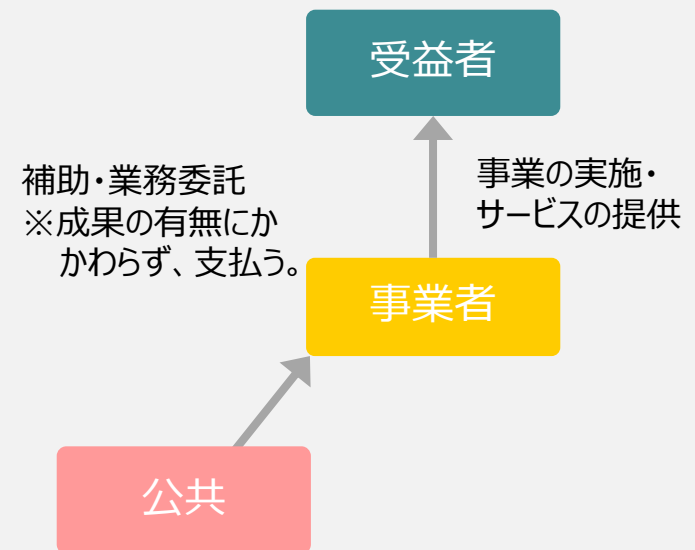 受益者
補助・業務委託
※成果の有無にか
かわらず、支払う。
事業の実施・
サービスの提供
事業者
公共